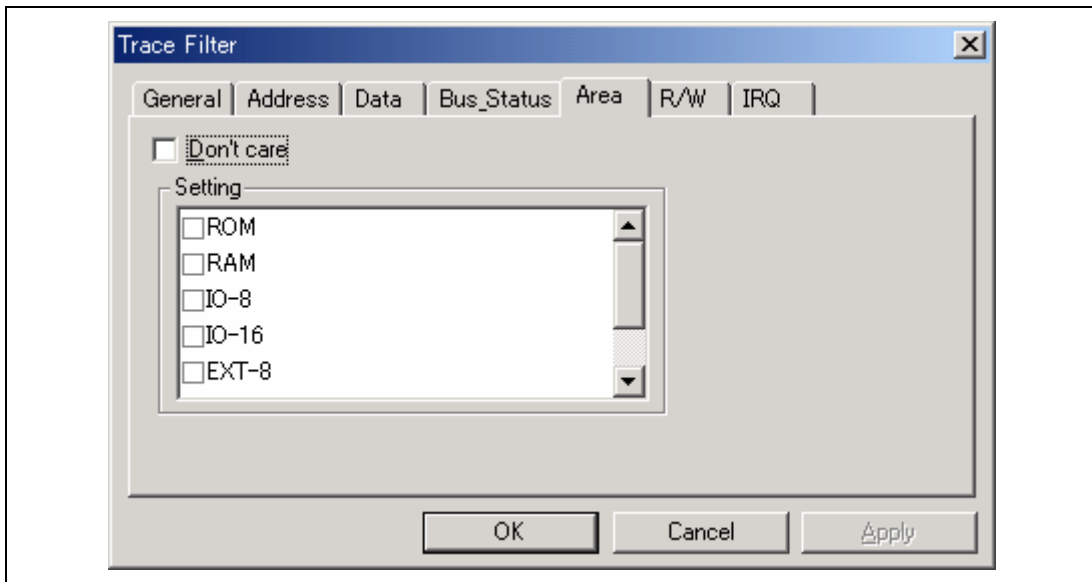 Trace Filter
General Address Data Bus_Status Area R/W IRQ
Don't care
Setting
ROM
RAM
IO-8
IO-16
EXT-8
OK Cancel Apply